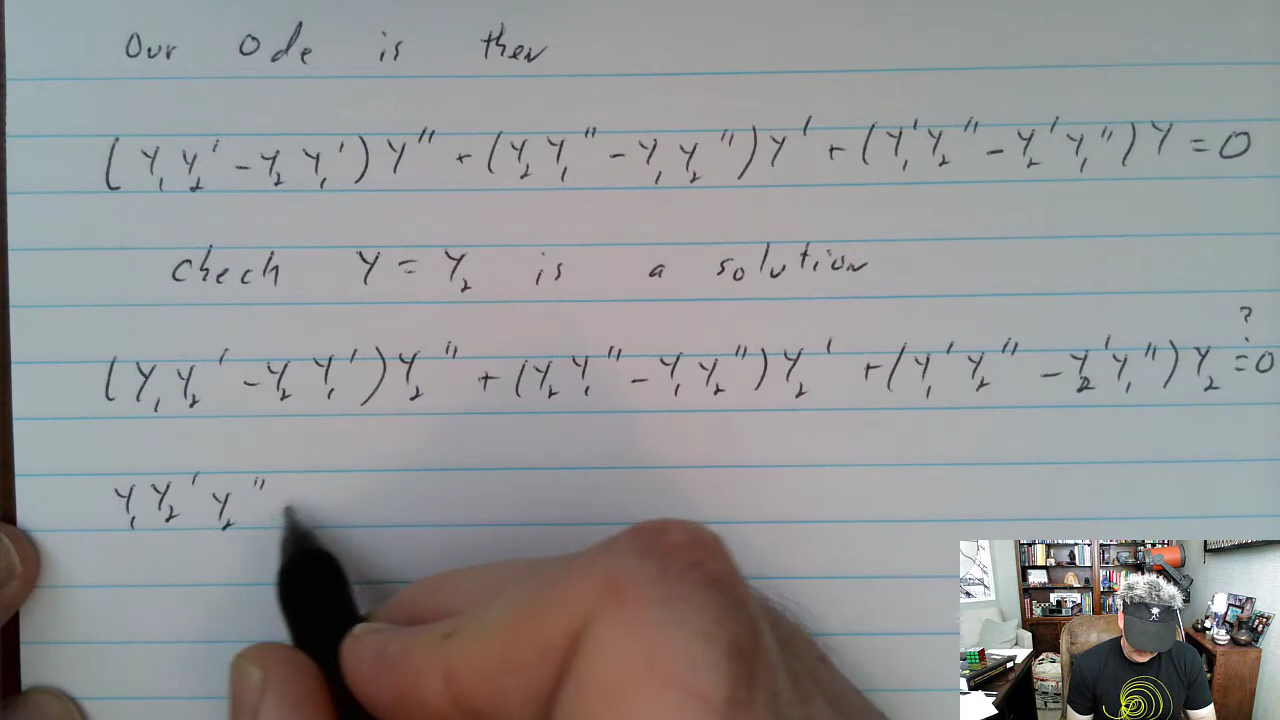 Our Ode is then
(Y₁Y₂' - Y₂Y₁')Y'' + (Y₂Y₁'' - Y₁Y₂'')Y' + (Y₁'Y₂'' - Y₂'Y₁'')Y = 0
check Y = Y₂ is a solution
?
(Y₁Y₂' - Y₂Y₁')Y₂'' + (Y₂Y₁'' - Y₁Y₂'')Y₂' + (Y₁'Y₂'' - Y₂'Y₁'')Y₂ = 0
Y₁Y₂'Y₂''